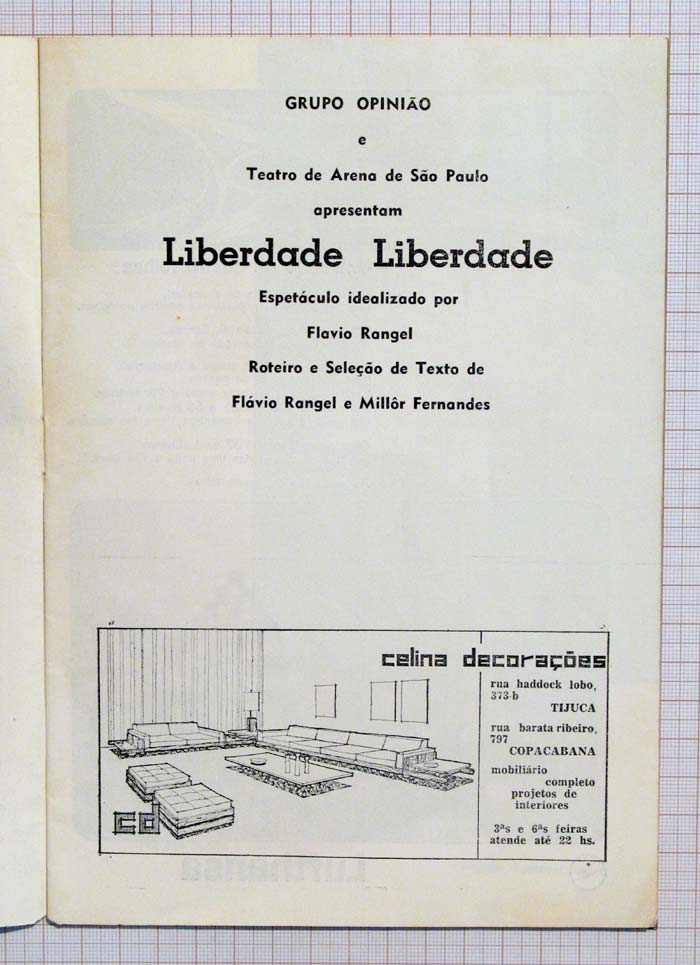 GRUPO OPINIÃO
e
Teatro de Arena de São Paulo
apresentam
Liberdade Liberdade
Espetáculo idealizado por
Flavio Rangel
Roteiro e Seleção de Texto de
Flávio Rangel e Millôr Fernandes
celina decorações
rua haddock lobo,
373-b
TIJUCA
rua barata ribeiro,
797
COPACABANA
mobiliário
completo
projetos de
interiores
3ªs e 6ªs feiras
atende até 22 hs.
cd
Lufthansa